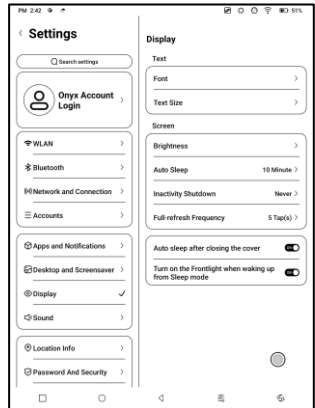 PM 2:42
51%
Settings
Search settings
Onyx Account
Login
WLAN
Bluetooth
Network and Connection
Accounts
Apps and Notifications
Desktop and Screensaver
Display
Sound
Location Info
Password And Security
Display
Text
Font
Text Size
Screen
Brightness
Auto Sleep 10 Minute
Inactivity Shutdown Never
Full-refresh Frequency 5 Tap(s)
Auto sleep after closing the cover
Turn on the Frontlight when waking up
from Sleep mode